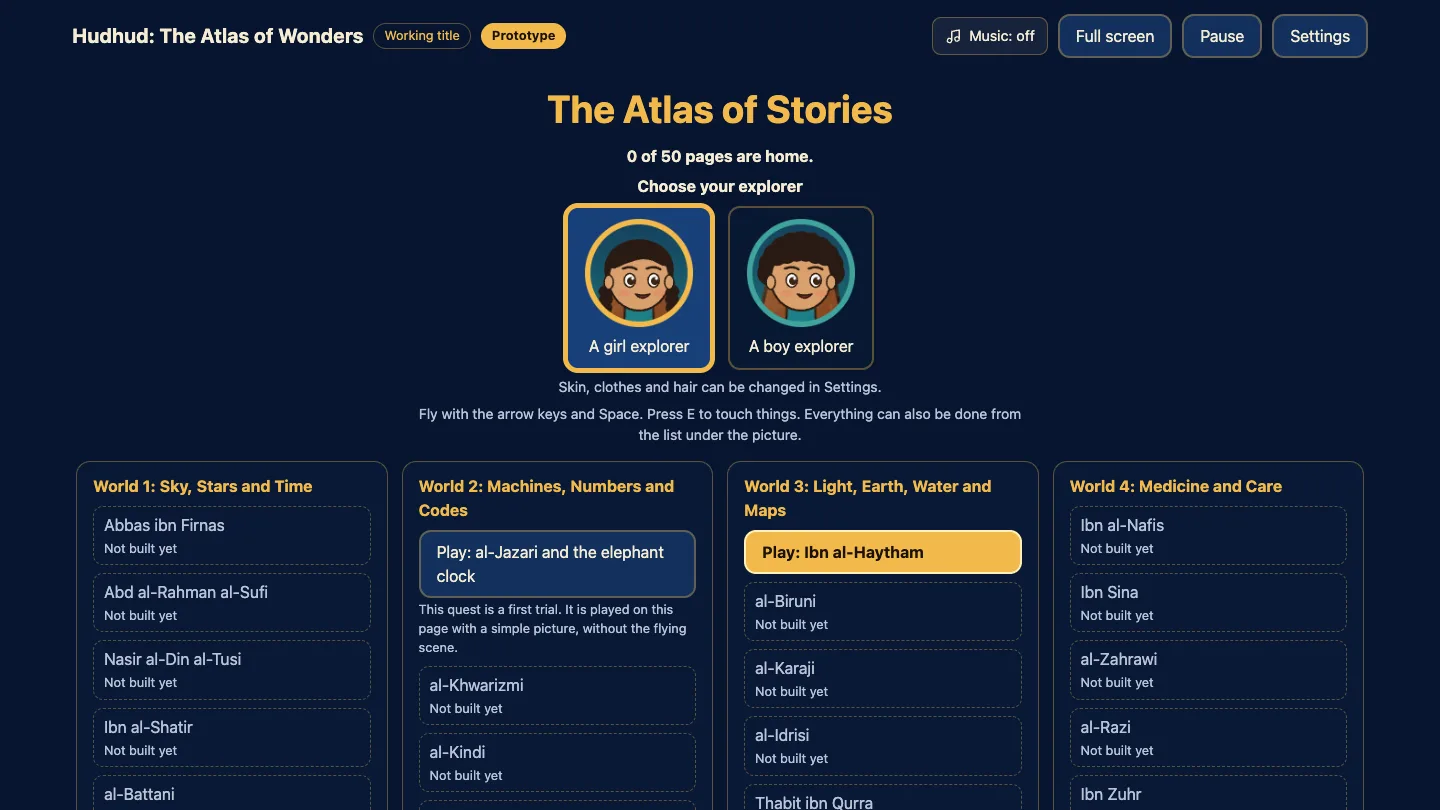 Hudhud: The Atlas of Wonders
Working title
Prototype
Music: off
Full screen
Pause
Settings
The Atlas of Stories
0 of 50 pages are home.
Choose your explorer
A girl explorer
A boy explorer
Skin, clothes and hair can be changed in Settings.
Fly with the arrow keys and Space. Press E to touch things. Everything can also be done from
the list under the picture.
World 1: Sky, Stars and Time
Abbas ibn Firnas
Not built yet
Abd al-Rahman al-Sufi
Not built yet
Nasir al-Din al-Tusi
Not built yet
Ibn al-Shatir
Not built yet
al-Battani
World 2: Machines, Numbers and
Codes
Play: al-Jazari and the elephant
clock
This quest is a first trial. It is played on this
page with a simple picture, without the flying
scene.
al-Khwarizmi
Not built yet
al-Kindi
Not built yet
World 3: Light, Earth, Water and
Maps
Play: Ibn al-Haytham
al-Biruni
Not built yet
al-Karaji
Not built yet
al-Idrisi
Not built yet
Thabit ibn Qurra
World 4: Medicine and Care
Ibn al-Nafis
Not built yet
Ibn Sina
Not built yet
al-Zahrawi
Not built yet
al-Razi
Not built yet
Ibn Zuhr